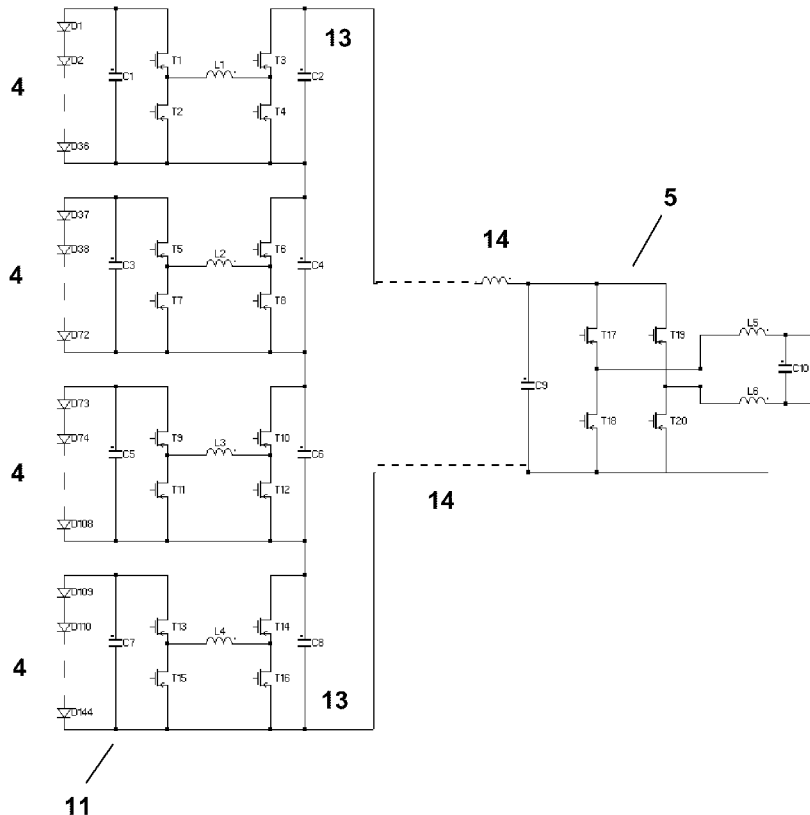 D1
13
T1
T3
L1
D2
4
C1
C2
T2
T4
D36
D37
5
D38
T5
T6
14
L2
4
C3
C4
T7
T8
D72
L5
T17
T19
C10
D73
C9
L6
D74
T9
T10
T18
T20
L3
4
C5
C6
T11
T12
14
D108
D109
D110
T13
T14
L4
4
C7
C8
T15
T16
13
D144
11